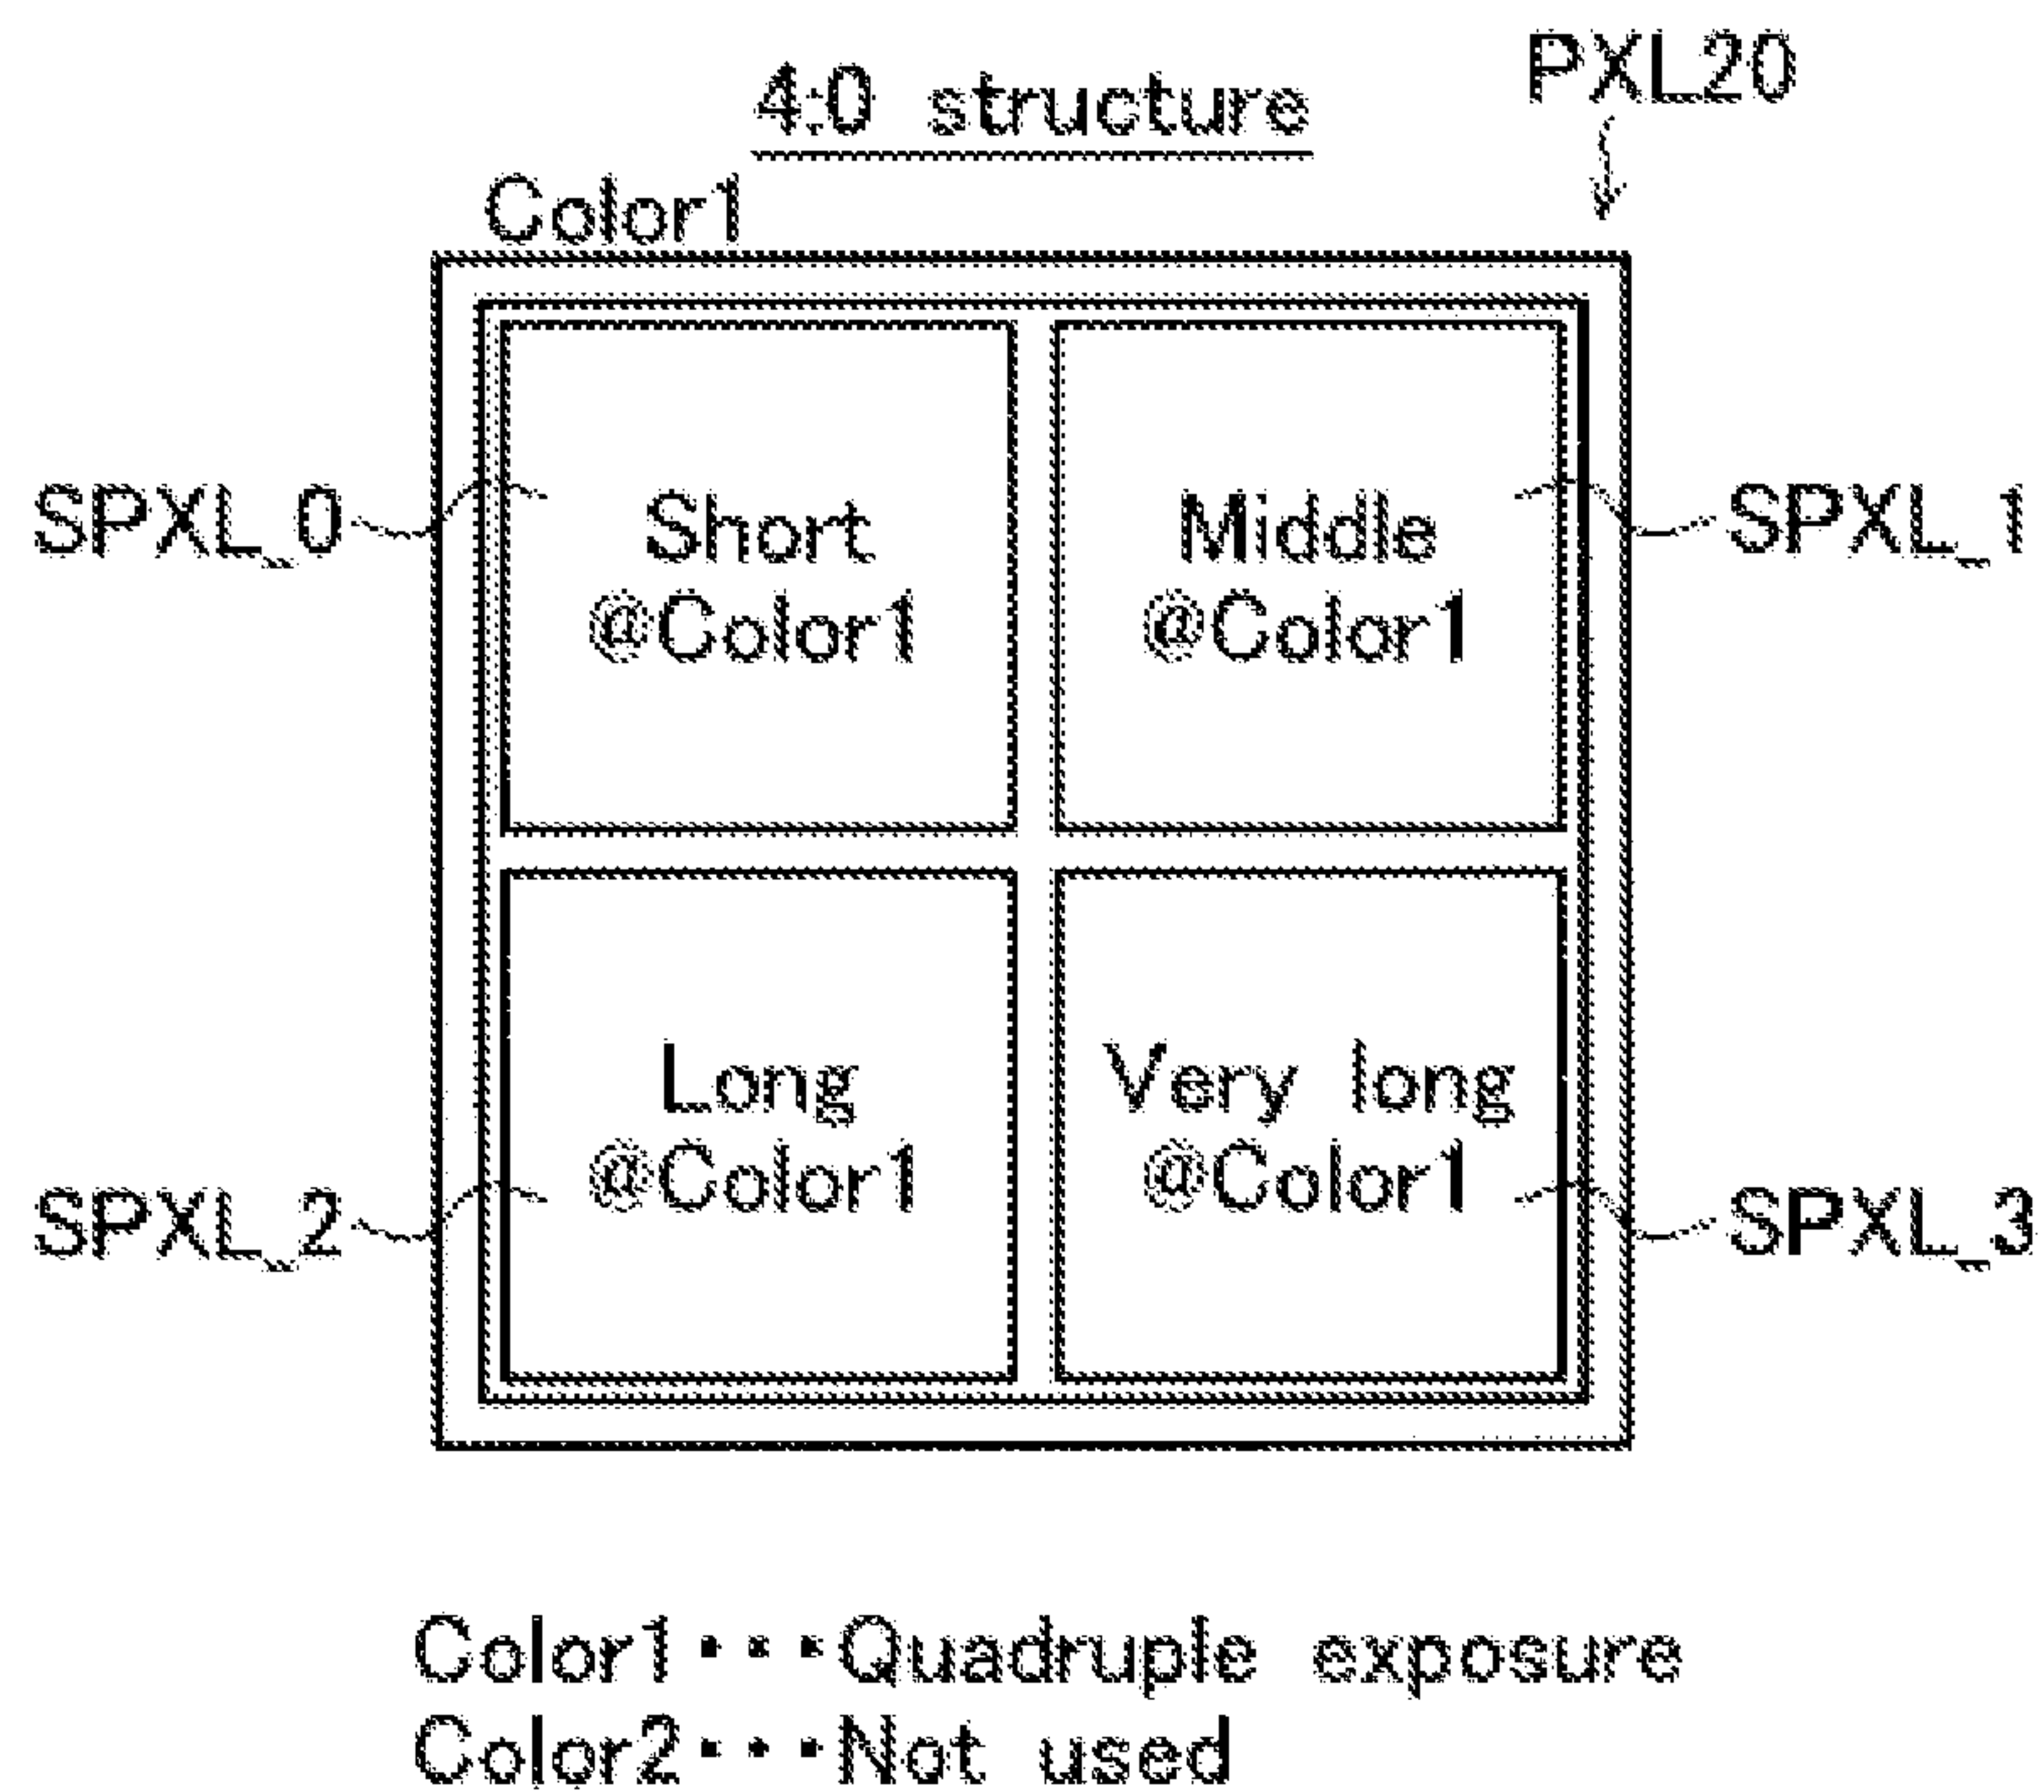 PXL20
4:0 structure
Color1
SPXL_0
Short
@Color1
Middle
@Color1
SPXL_1
SPXL_2
Long
@Color1
Very long
@Color1
SPXL_3
Color1···Quadruple exposure
Color2···Not used